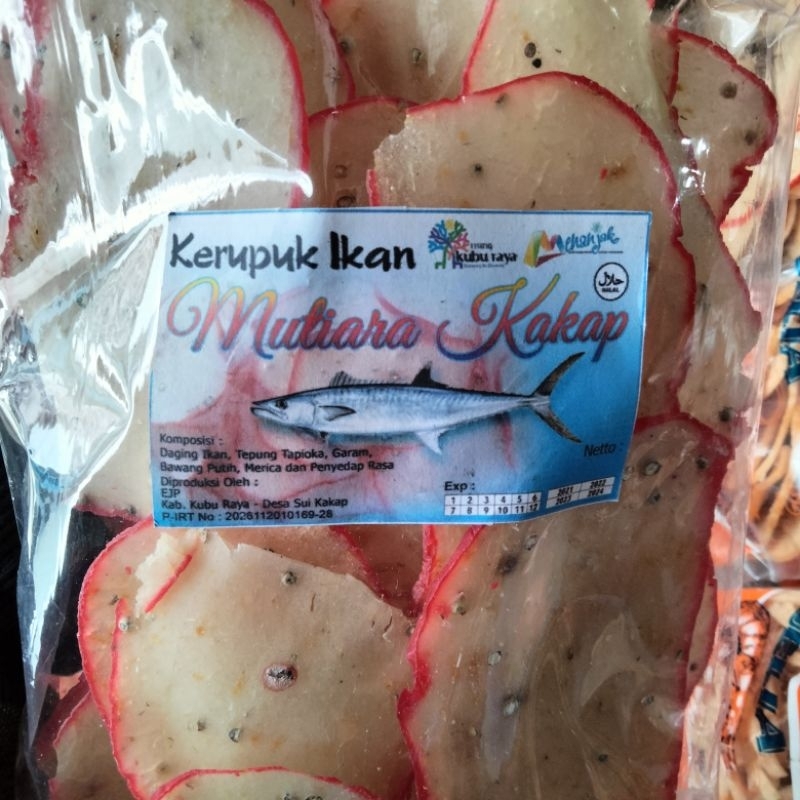 Kerupuk Ikan
kubu raya
Menanjak
حلال
HALAL
Mutiara Kakap
Komposisi :
Daging Ikan, Tepung Tapioka, Garam,
Bawang Putih, Merica dan Penyedap Rasa
Diproduksi Oleh :
EJP
Kab. Kubu Raya - Desa Sui Kakap
P-IRT No : 2026112010169-28
Netto :
Exp :
1 2 3 4 5 6 2021 2022
7 8 9 10 11 12 2023 2024